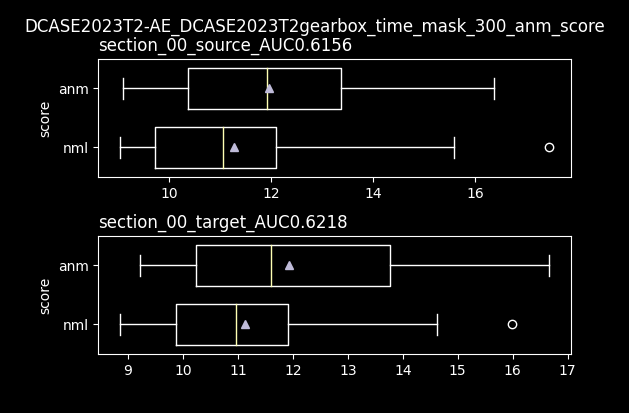 DCASE2023T2-AE_DCASE2023T2gearbox_time_mask_300_anm_score
section_00_source_AUC0.6156
anm
nml
score
10 12 14 16
section_00_target_AUC0.6218
anm
nml
score
9 10 11 12 13 14 15 16 17